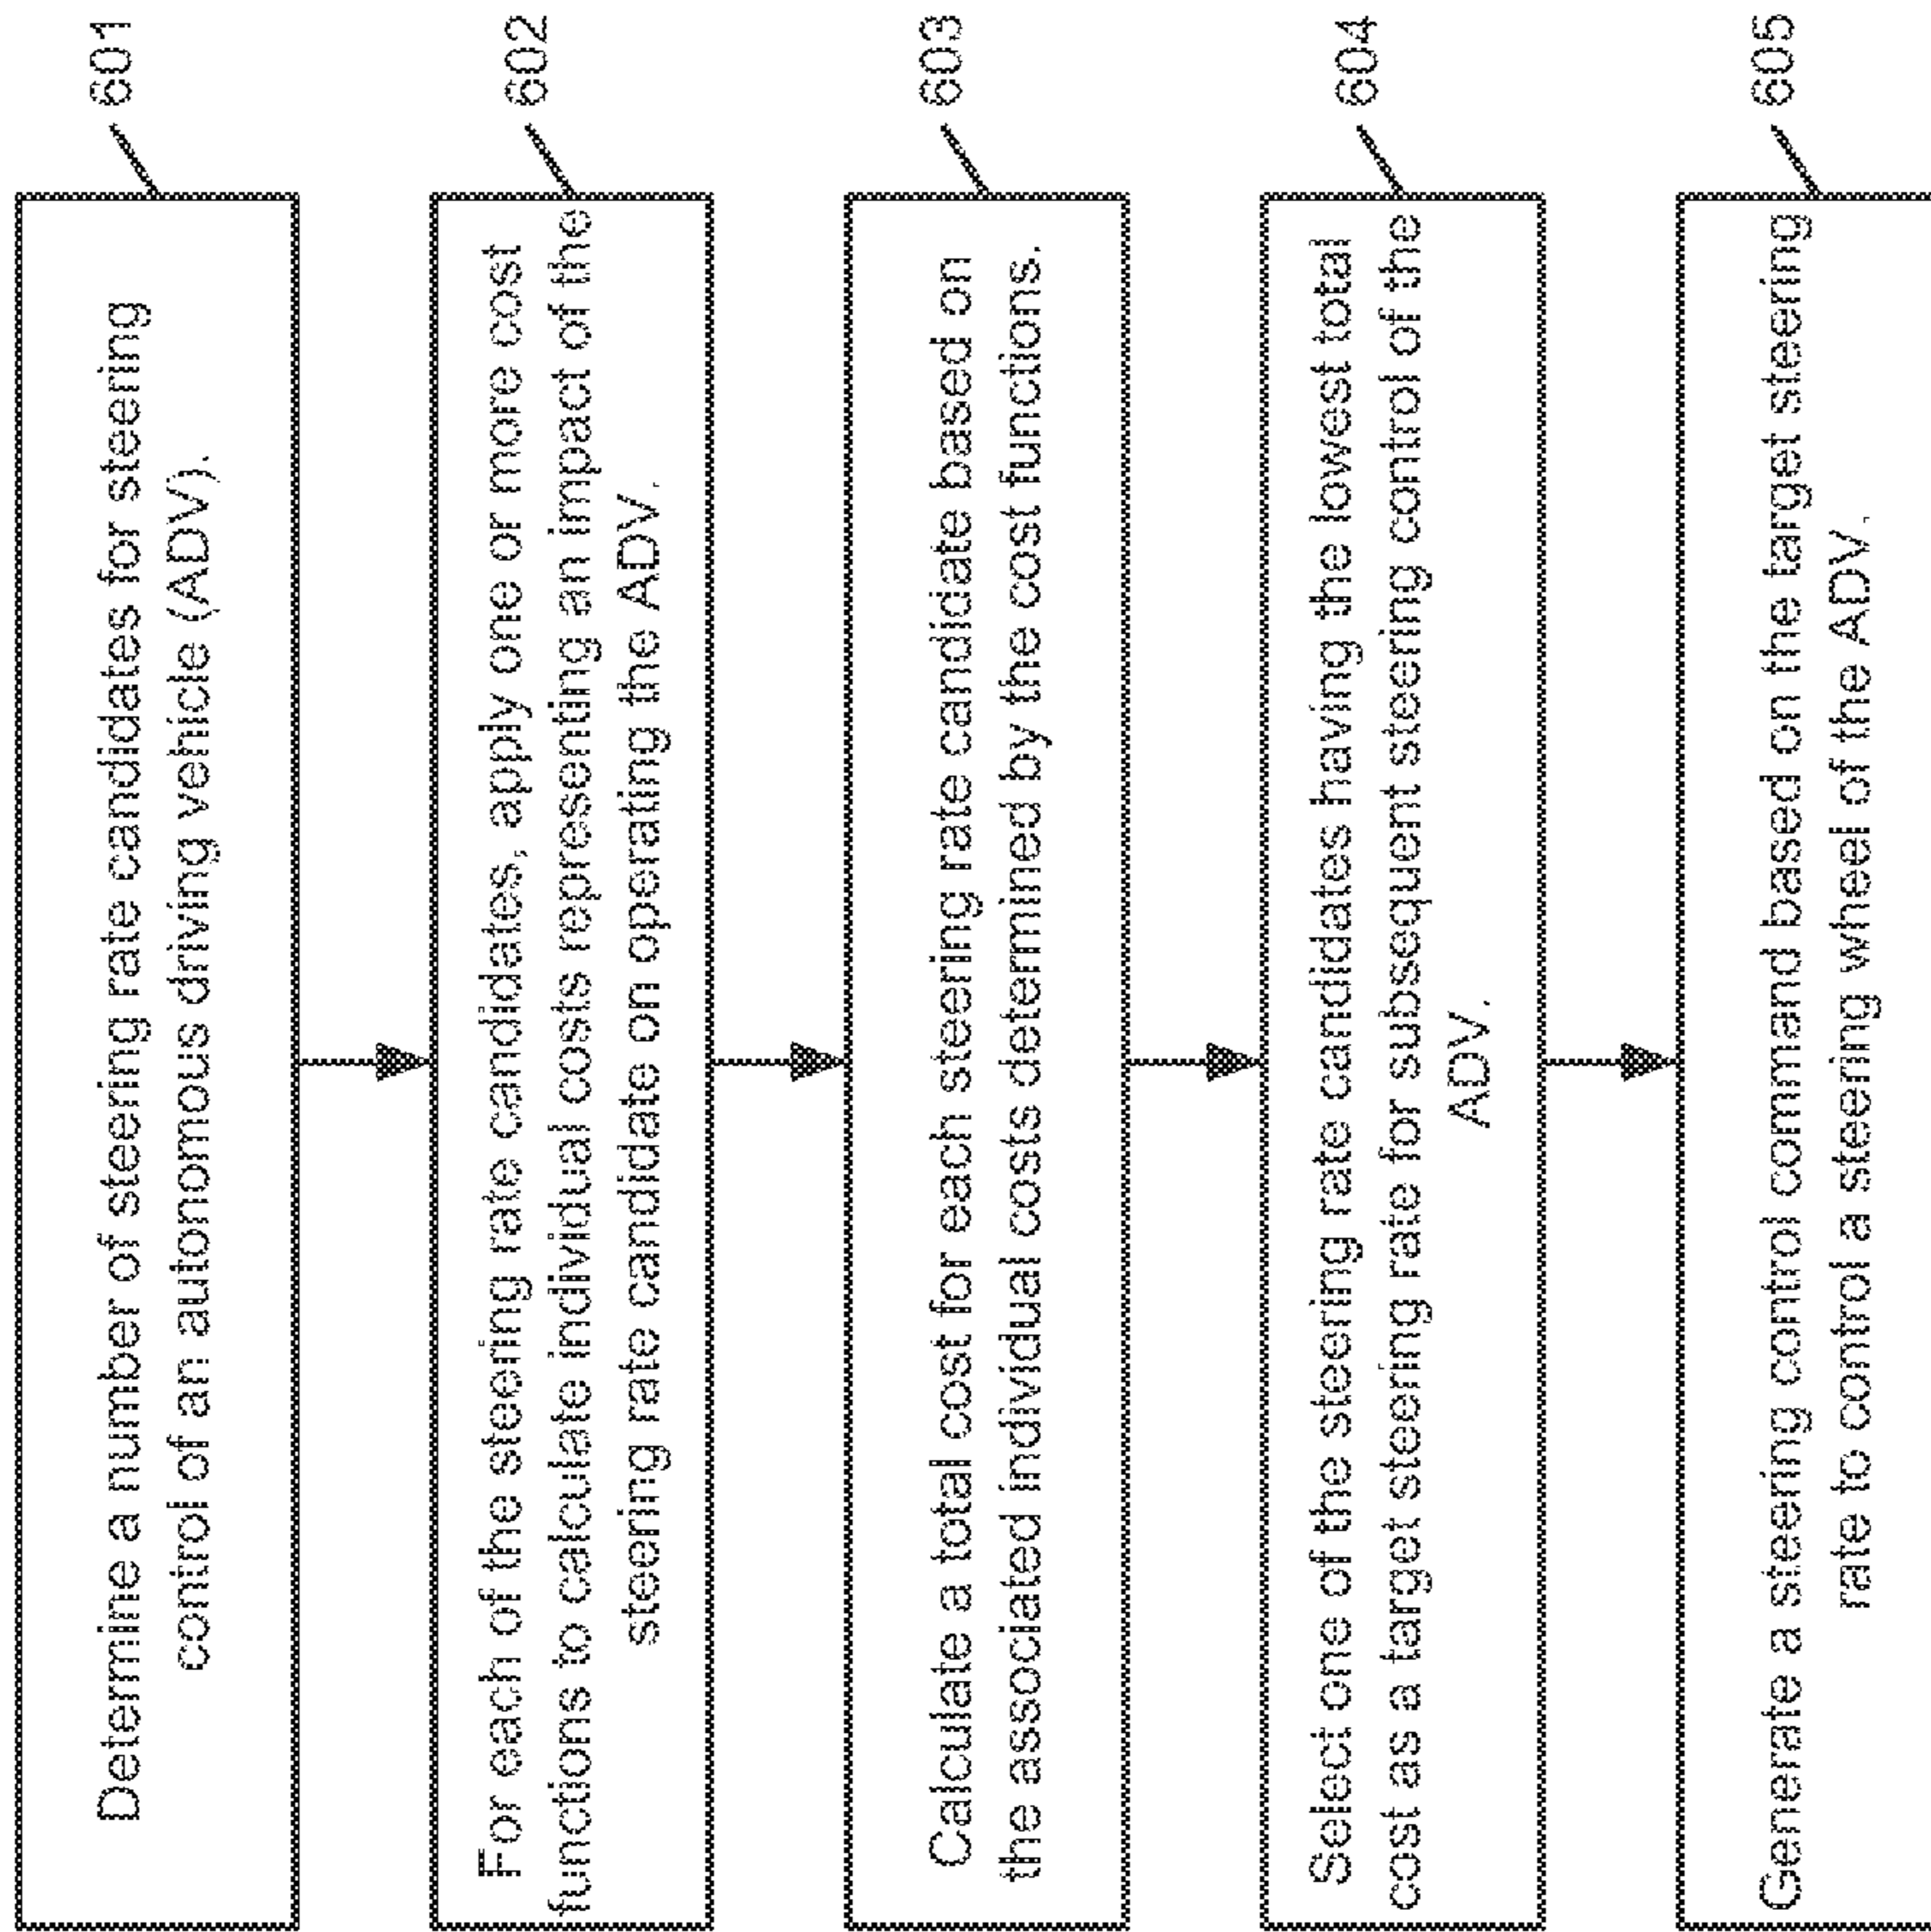 Determine a number of steering rate candidates for steering
control of an autonomous driving vehicle (ADV).
601
For each of the steering rate candidates, apply one or more cost
functions to calculate individual costs representing an impact of the
steering rate candidate on operating the ADV.
602
Calculate a total cost for each steering rate candidate based on
the associated individual costs determined by the cost functions.
603
Select one of the steering rate candidates having the lowest total
cost as a target steering rate for subsequent steering control of the
ADV.
604
Generate a steering control command based on the target steering
rate to control a steering wheel of the ADV.
605